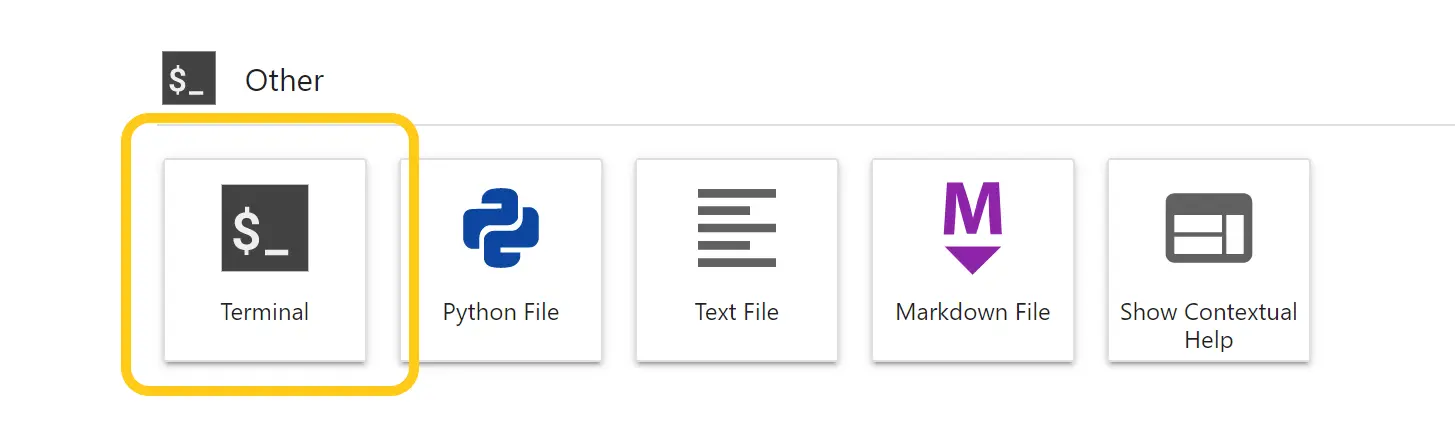 $_ Other
$_
M
Terminal
Python File
Text File
Markdown File
Show Contextual
Help